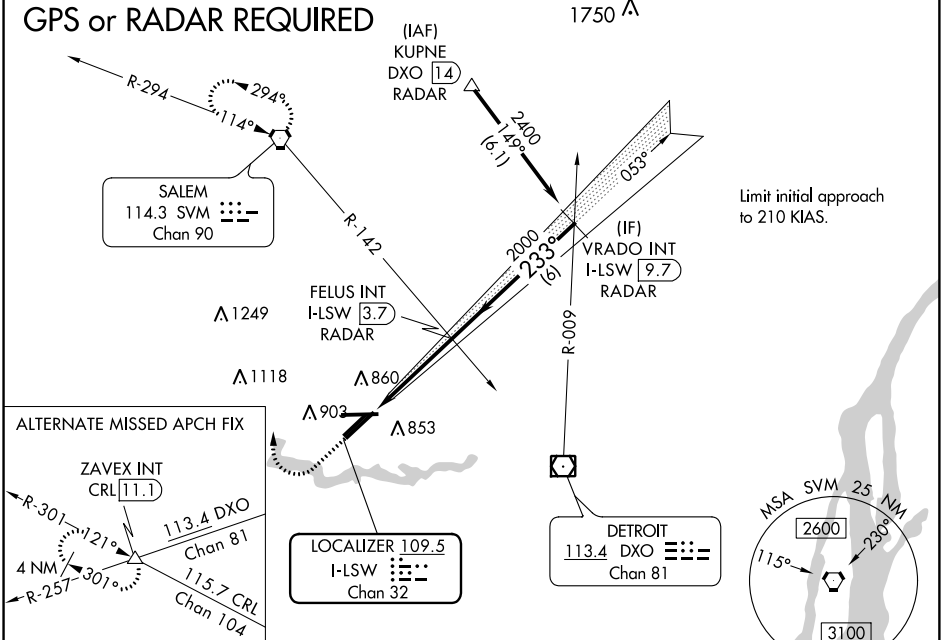 GPS or RADAR REQUIRED
1750
(IAF)
KUPNE
DXO 14
RADAR
R-294
294°
114°
2400
149°
(6.1)
053°
SALEM
114.3 SVM
Chan 90
Limit initial approach
to 210 KIAS.
R-142
2000
233°
(6)
(IF)
VRADO INT
I-LSW 9.7
RADAR
FELUS INT
I-LSW 3.7
RADAR
R-009
1249
1118
860
903
853
ALTERNATE MISSED APCH FIX
ZAVEX INT
CRL 11.1
R-301
121°
113.4 DXO
Chan 81
4 NM
301°
R-257
115.7 CRL
Chan 104
LOCALIZER 109.5
I-LSW
Chan 32
DETROIT
113.4 DXO
Chan 81
MSA SVM 25 NM
2600
230°
115°
3100